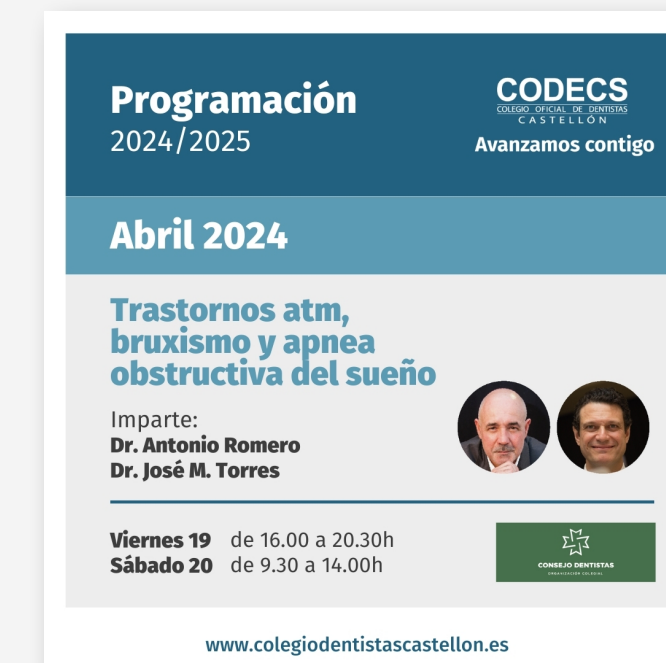 Programación
2024/2025
CODECS
COLEGIO OFICIAL DE DENTISTAS
CASTELLÓN
Avanzamos contigo
Abril 2024
Trastornos atm,
bruxismo y apnea
obstructiva del sueño
Imparte:
Dr. Antonio Romero
Dr. José M. Torres
Viernes 19 de 16.00 a 20.30h
Sábado 20 de 9.30 a 14.00h
CONSEJO DENTISTAS
ORGANIZACIÓN COLEGIAL
www.colegiodentistascastellon.es